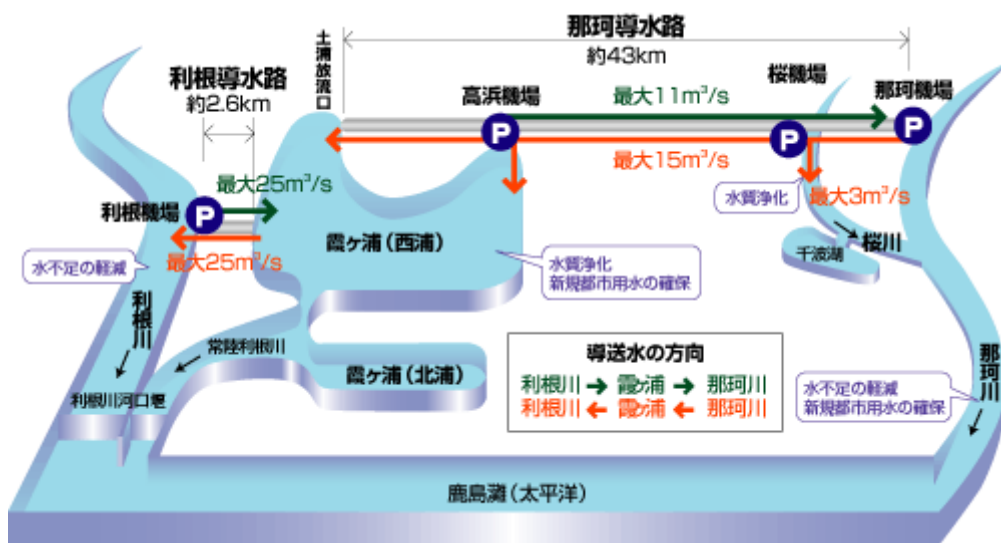 那珂導水路
約43km
土浦放流口
利根導水路
約2.6km
高浜機場
最大11m³/s
桜機場
那珂機場
P
P
P
最大15m³/s
最大25m³/s
水質浄化
最大3m³/s
利根機場
P
霞ヶ浦(西浦)
桜川
千波湖
水不足の軽減
最大25m³/s
水質浄化
新規都市用水の確保
利根川
常陸利根川
霞ヶ浦(北浦)
導送水の方向
利根川→霞ヶ浦→那珂川
利根川←霞ヶ浦←那珂川
那珂川
水不足の軽減
新規都市用水の確保
利根川河口堰
鹿島灘(太平洋)